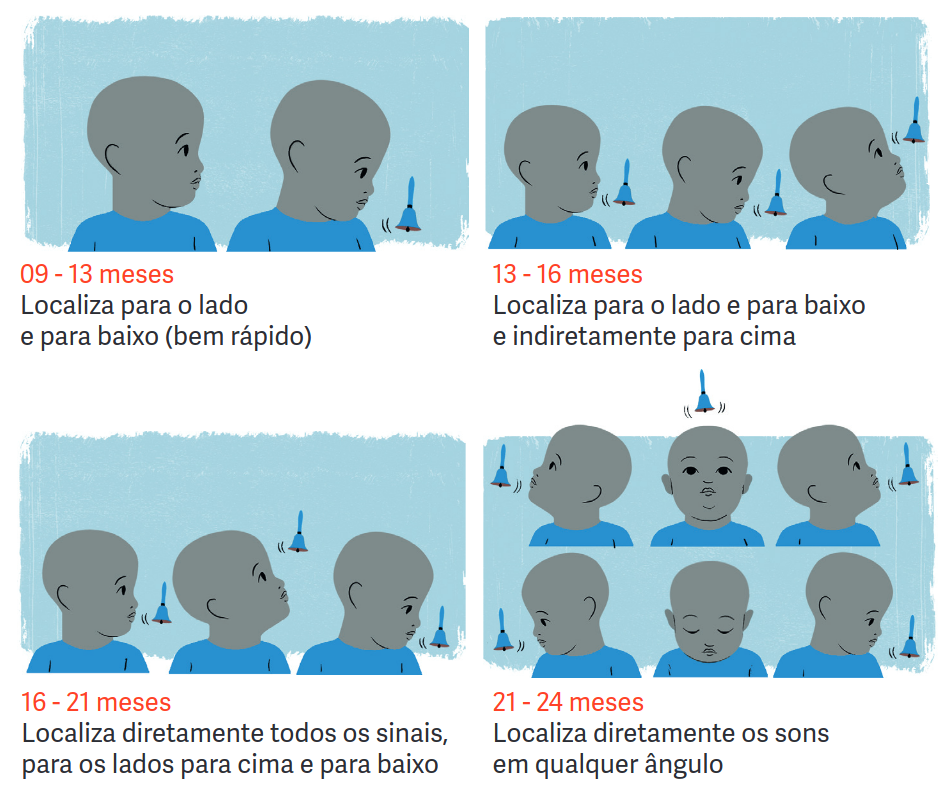 09 - 13 meses
Localiza para o lado
e para baixo (bem rápido)
13 - 16 meses
Localiza para o lado e para baixo
e indiretamente para cima
16 - 21 meses
Localiza diretamente todos os sinais,
para os lados para cima e para baixo
21 - 24 meses
Localiza diretamente os sons
em qualquer ângulo